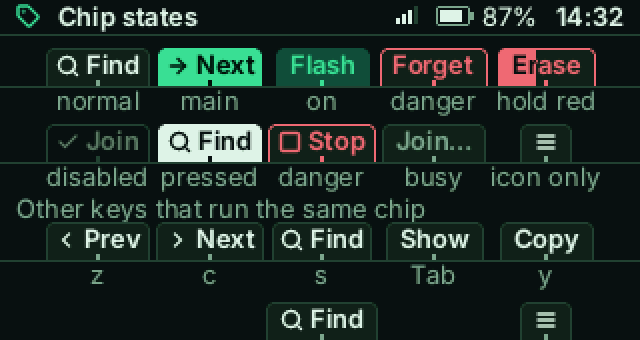 Chip states 87% 14:32
Find Next Flash Forget Erase
normal main on danger hold red
Join Find Stop Join... busy
disabled pressed danger busy icon only
Other keys that run the same chip
Prev Next Find Show Copy
z c s Tab y
Find